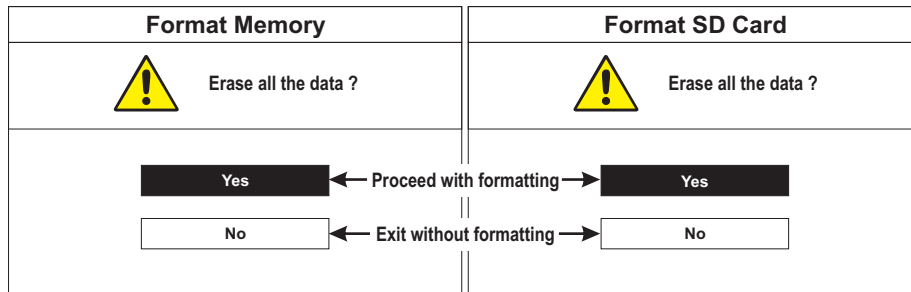 Format Memory
Erase all the data ?
Format SD Card
Erase all the data ?
Yes
Proceed with formatting
Yes
No
Exit without formatting
No